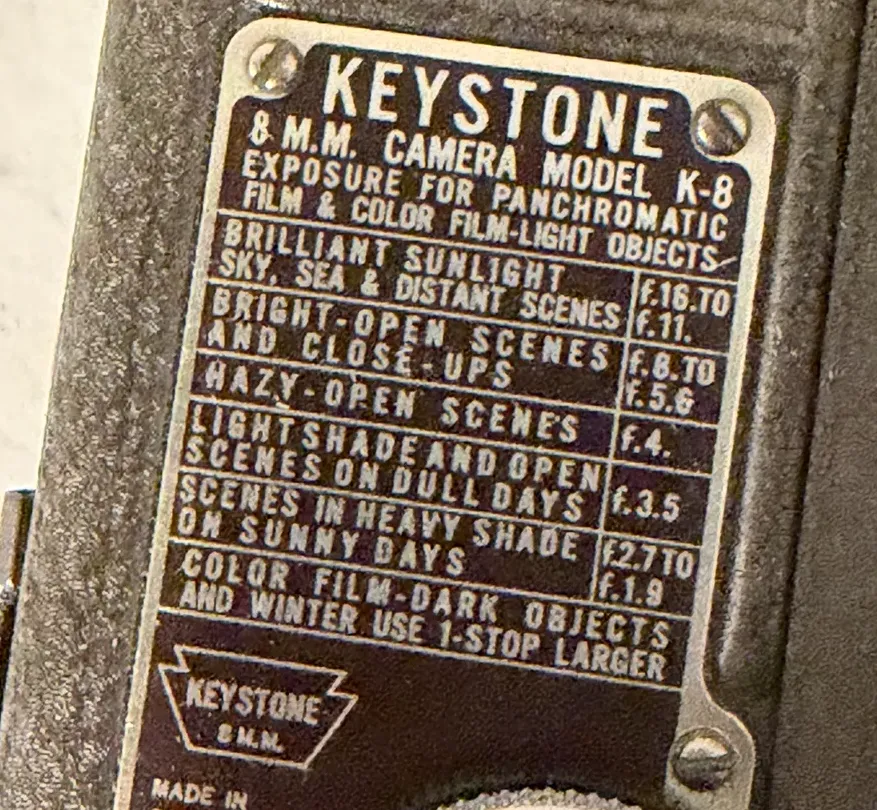 KEYSTONE
8 M.M. CAMERA MODEL K-8
EXPOSURE FOR PANCHROMATIC
FILM & COLOR FILM-LIGHT OBJECTS
BRILLIANT SUNLIGHT
SKY, SEA & DISTANT SCENES
f.16.TO
f.11.
BRIGHT-OPEN SCENES
AND CLOSE-UPS
f.8.TO
f.5.6
HAZY-OPEN SCENES
f.4.
LIGHT SHADE AND OPEN
SCENES ON DULL DAYS
f.3.5
SCENES IN HEAVY SHADE
ON SUNNY DAYS
f.2.7 TO
f.1.9
COLOR FILM-DARK OBJECTS
AND WINTER USE 1-STOP LARGER
KEYSTONE
8 M.M.
MADE IN